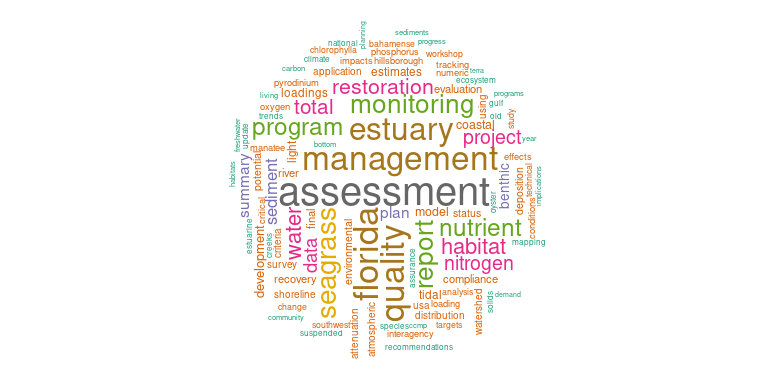 sediments
planning
national
bahamense
progress
chlorophylla
phosphorus
workshop
climate
impacts
hillsborough
tracking
carbon
application
estimates
numeric
terra
pyrodinium
restoration
ecosystem
living
loadings
evaluation
programs
oxygen
total
monitoring
using
gulf
trends
program
estuary
coastal
old
study
freshwater
update
bottom
project
year
manatee
light
management
effects
habitats
summary
potential
river
benthic
deposition
technical
implications
sediment
assessment
oyster
conditions
critical
final
plan
model
status
estuarine
creeks
criteria
water
data
seagrass
environmental
florida
quality
assurance
report
nutrient
habitat
mapping
development
survey
nitrogen
recovery
compliance
shoreline
tidal
analysis
demand
change
usa
loading
watershed
solids
community
distribution
southwest
attenuation
atmospheric
species
ccmp
targets
suspended
interagency
recommendations